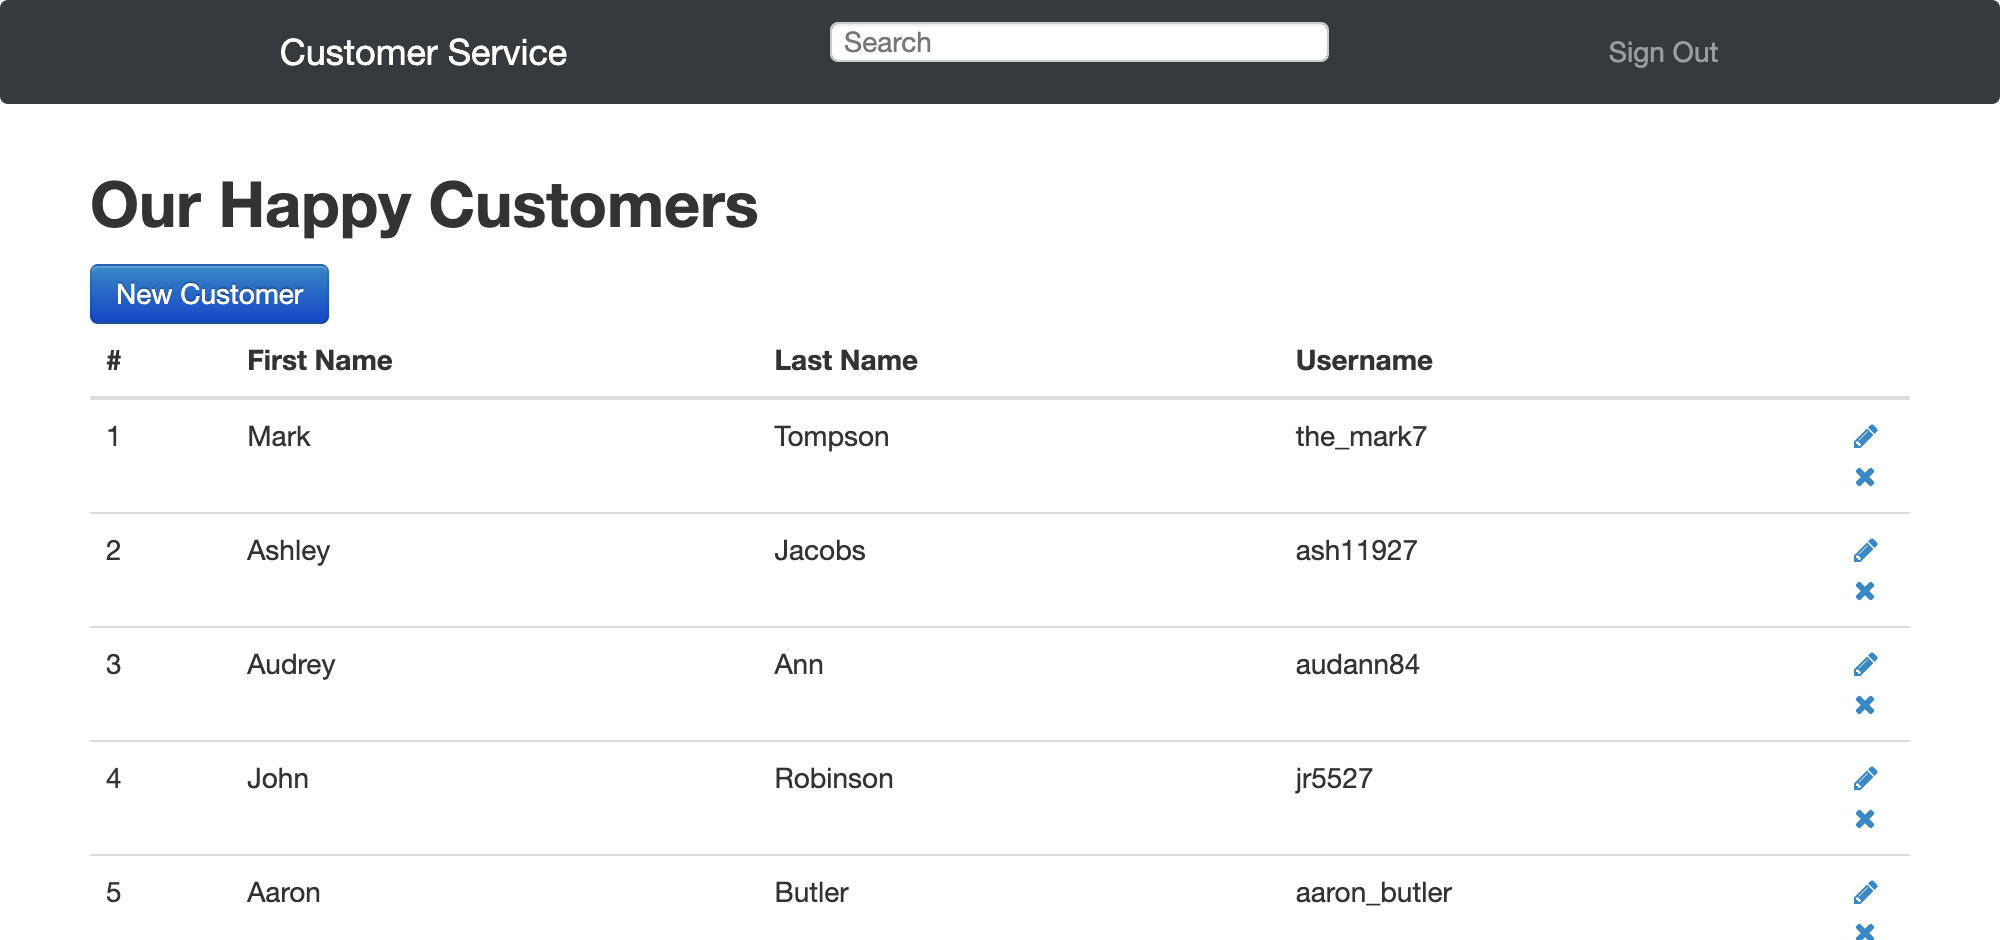 Customer Service Search Sign Out
Our Happy Customers
New Customer
# First Name Last Name Username
1 Mark Tompson the_mark7
2 Ashley Jacobs ash11927
3 Audrey Ann audann84
4 John Robinson jr5527
5 Aaron Butler aaron_butler